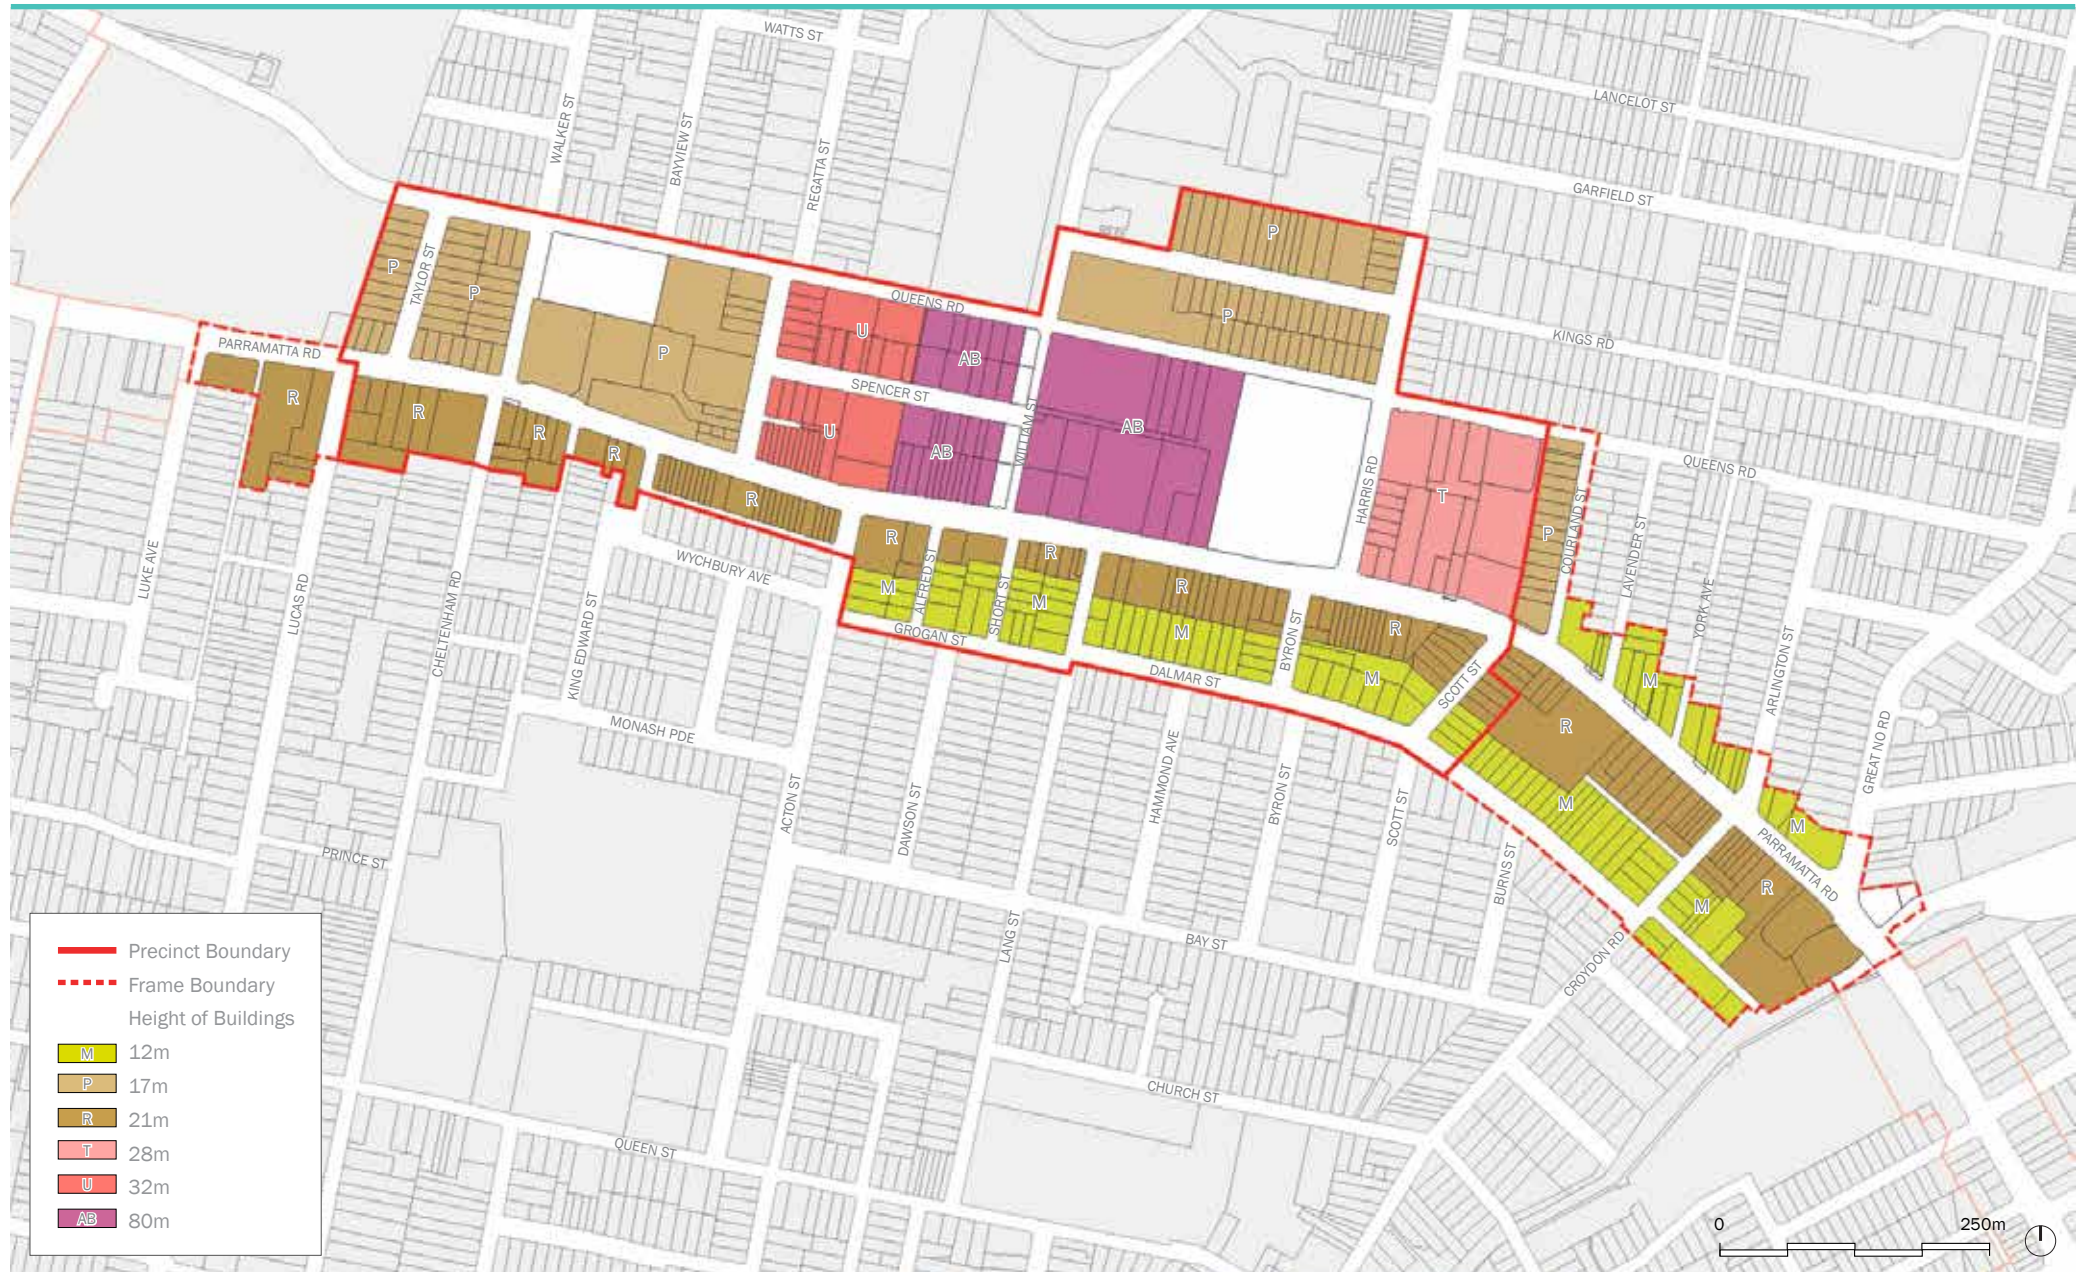 WATTS ST
LANCELOT ST
WALKER ST
BAYVIEW ST
REGATTA ST
GARFIELD ST
P
TAYLOR ST
P
P
P
QUEENS RD
P
KINGS RD
PARRAMATTA RD
U
AB
P
SPENCER ST
R
R
R
R
U
AB
WILLIAM ST
AB
HARRIS RD
T
QUEENS RD
R
P
COURLAND ST
LAVENDER ST
LUKE AVE
LUCAS RD
CHELTENHAM RD
KING EDWARD ST
WYCHBURY AVE
R
M
ALFRED ST
SHORT ST
R
M
R
M
BYRON ST
R
M
GROGAN ST
DALMAR ST
SCOTT ST
YORK AVE
ARLINGTON ST
M
GREAT NO RD
R
M
M
MONASH PDE
ACTON ST
DAWSON ST
HAMMOND AVE
BYRON ST
SCOTT ST
BURNS ST
PARRAMATTA RD
R
M
PRINCE ST
LANG ST
BAY ST
CROYDON RD
CHURCH ST
QUEEN ST
Precinct Boundary
Frame Boundary
Height of Buildings
M 12m
P 17m
R 21m
T 28m
U 32m
AB 80m
0 250m